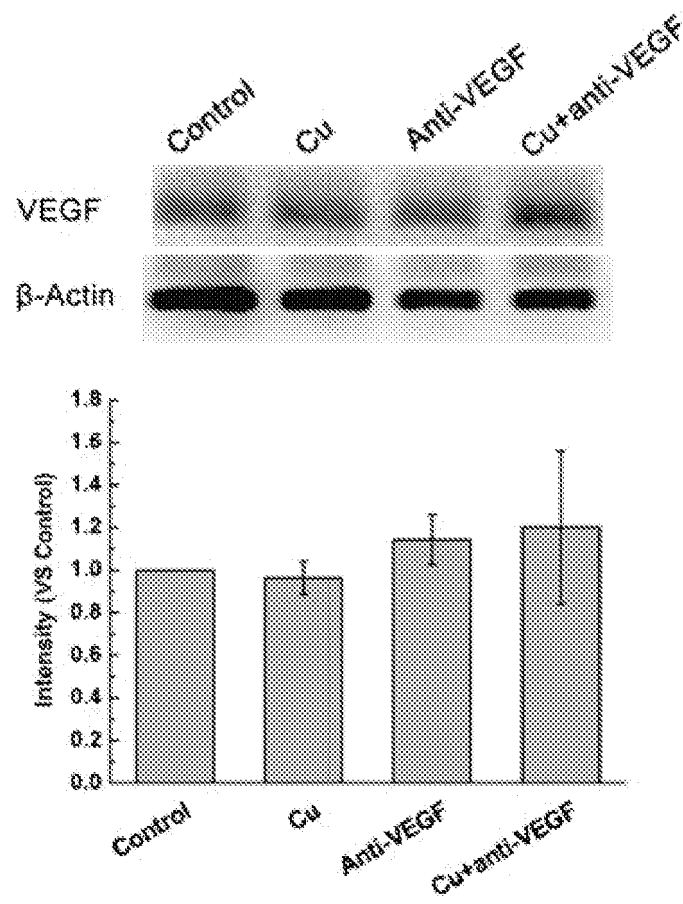 Control Cu Anti-VEGF Cu+anti-VEGF
VEGF
β-Actin
1.8
1.6
1.4
1.2
1.0
0.8
0.6
0.4
0.2
0.0
Intensity (VS Control)
Control Cu Anti-VEGF Cu+anti-VEGF